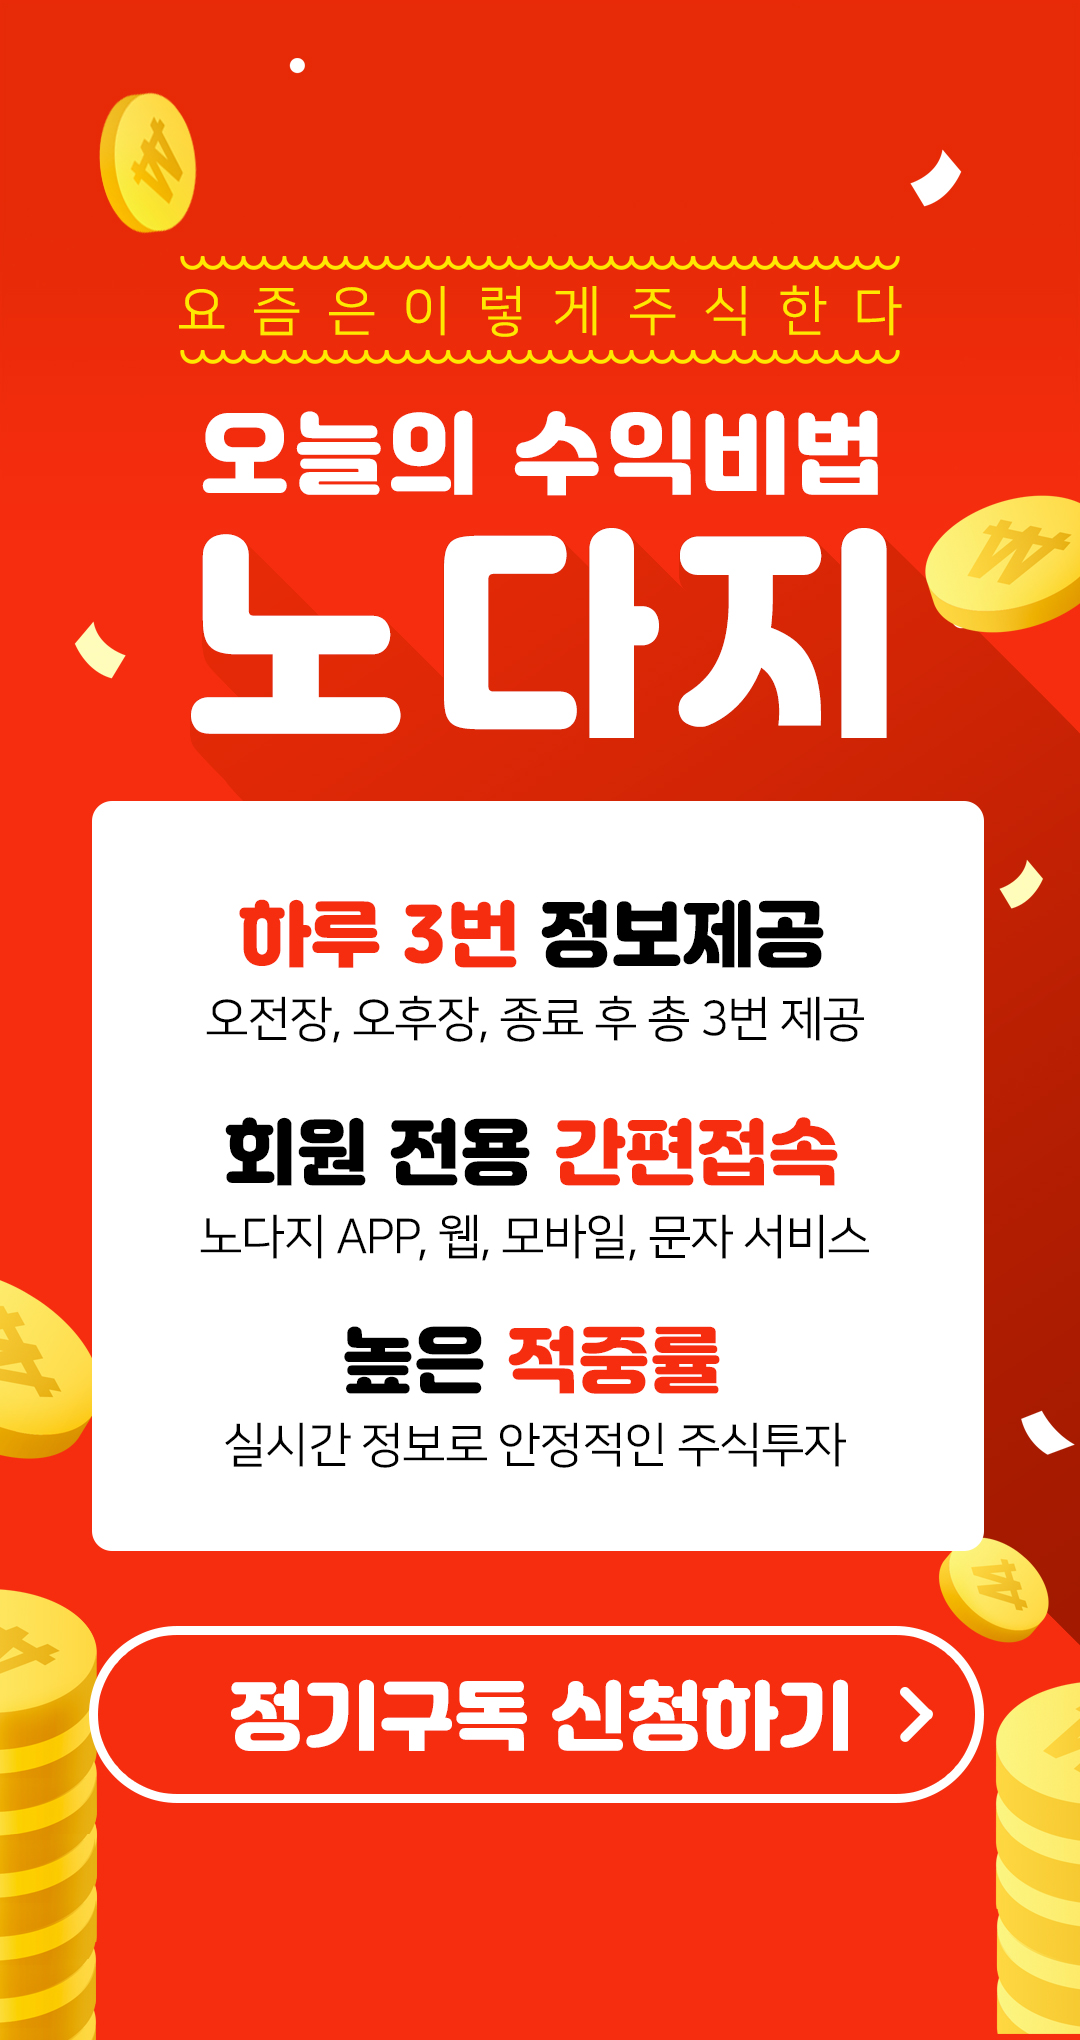 요즘은이렇게주식한다
오늘의 수익비법
노다지
하루 3번 정보제공
오전장, 오후장, 종료 후 총 3번 제공
회원 전용 간편접속
노다지 APP, 웹, 모바일, 문자 서비스
높은 적중률
실시간 정보로 안정적인 주식투자
정기구독 신청하기